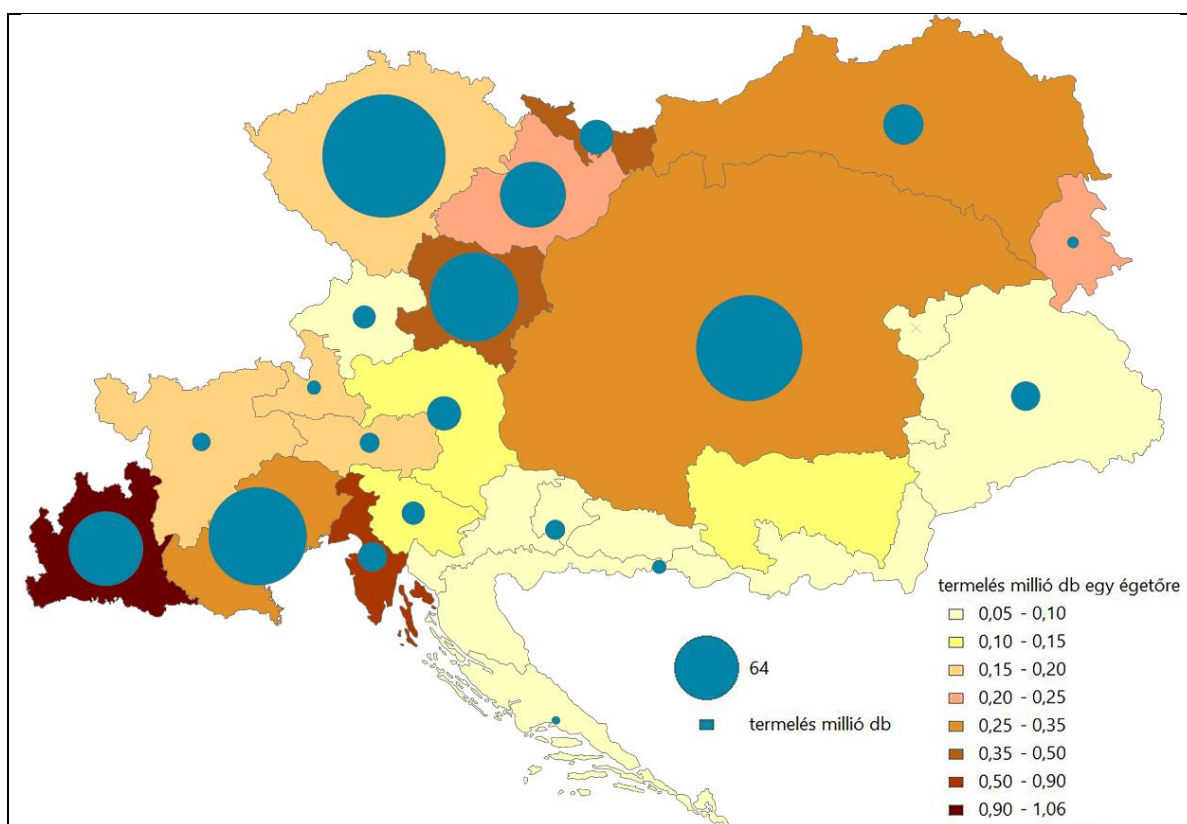 termelés millió db egy égetőre
0,05 - 0,10
0,10 - 0,15
0,15 - 0,20
0,20 - 0,25
0,25 - 0,35
0,35 - 0,50
0,50 - 0,90
0,90 - 1,06
64
termelés millió db